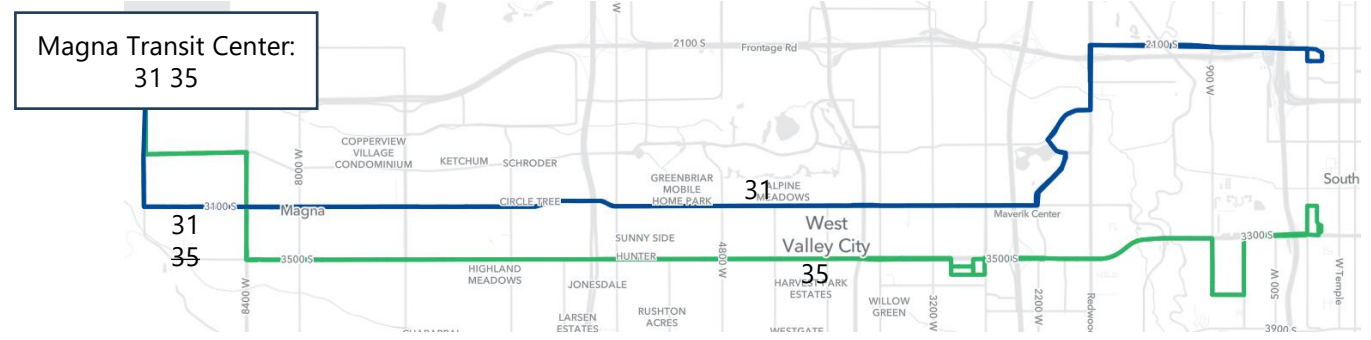 Magna Transit Center:
31 35
W
2100 S
Frontage Rd
2100 S
900 W
COPPERVIEW
VILLAGE
CONDOMINIUM
KETCHUM
SCHRODER
8000 W
GREENBRIAR
MOBILE
HOME PARK
31
ALPINE
MEADOWS
South
3100 S
Magna
CIRCLE TREE
Maverik Center
31
35
West
Valley City
SUNNY SIDE
HUNTER
3300 S
3500 S
4800 W
3500 S
HIGHLAND
MEADOWS
JONESDALE
35
HARVEST PARK
ESTATES
WILLOW
GREEN
8400 W
3200 W
2200 W
Redwoo
500 W
W Temple
LARSEN
ESTATES
RUSHTON
ACRES
CHAPARRAL
WESTGATE
3900 S